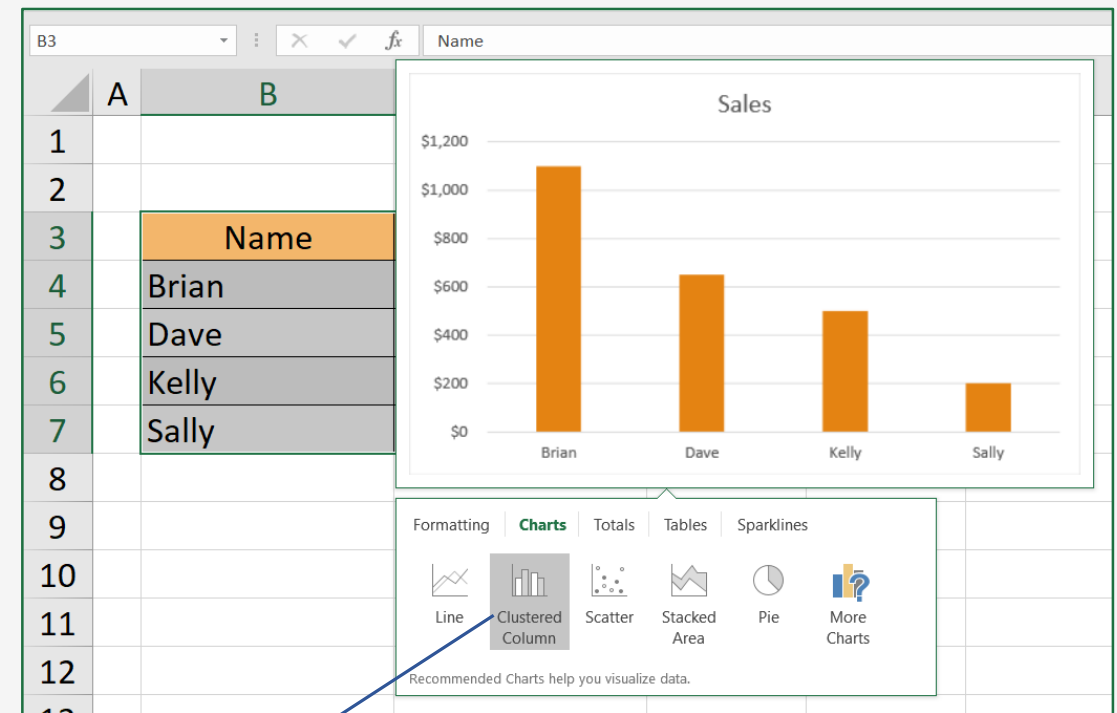 B3 fx Name
A B
1
2
3 Name
4 Brian
5 Dave
6 Kelly
7 Sally
8
9
10
11
12
Sales
$1,200
$1,000
$800
$600
$400
$200
$0
Brian Dave Kelly Sally
Formatting Charts Totals Tables Sparklines
Line Clustered Scatter Stacked Pie More
Column Area Charts
Recommended Charts help you visualize data.